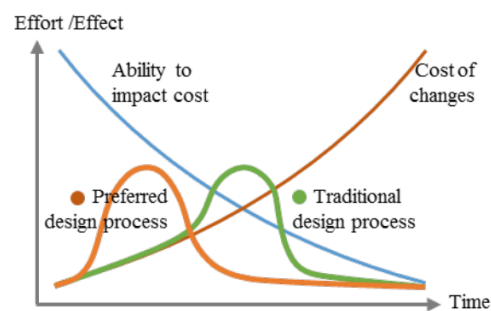 Effort /Effect
Ability to
impact cost
Cost of
changes
Preferred
design process
Traditional
design process
Time